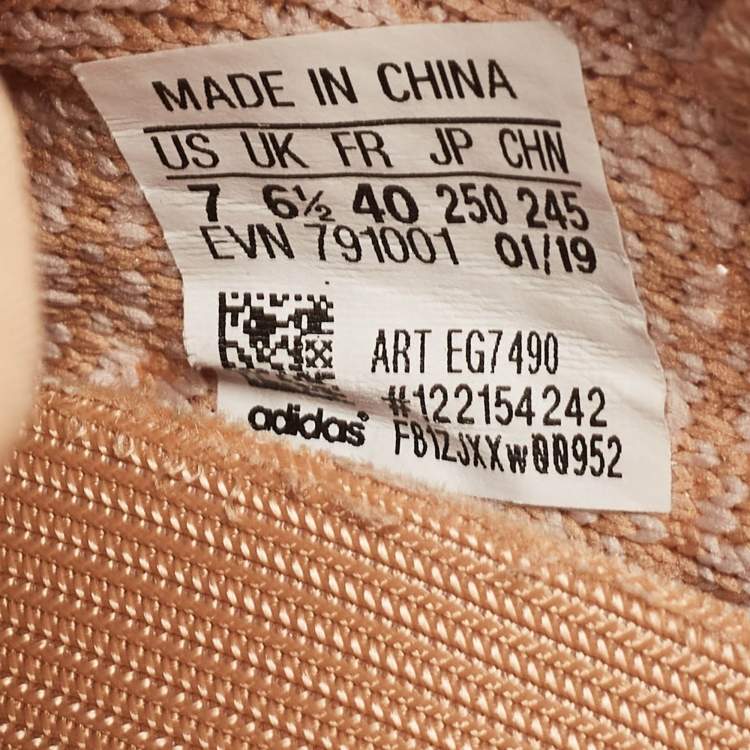 MADE IN CHINA
US UK FR JP CHN
7 6½ 40 250 245
EVN 791001 01/19
ART EG7490
#122154242
adidas F81ZJXXW00952